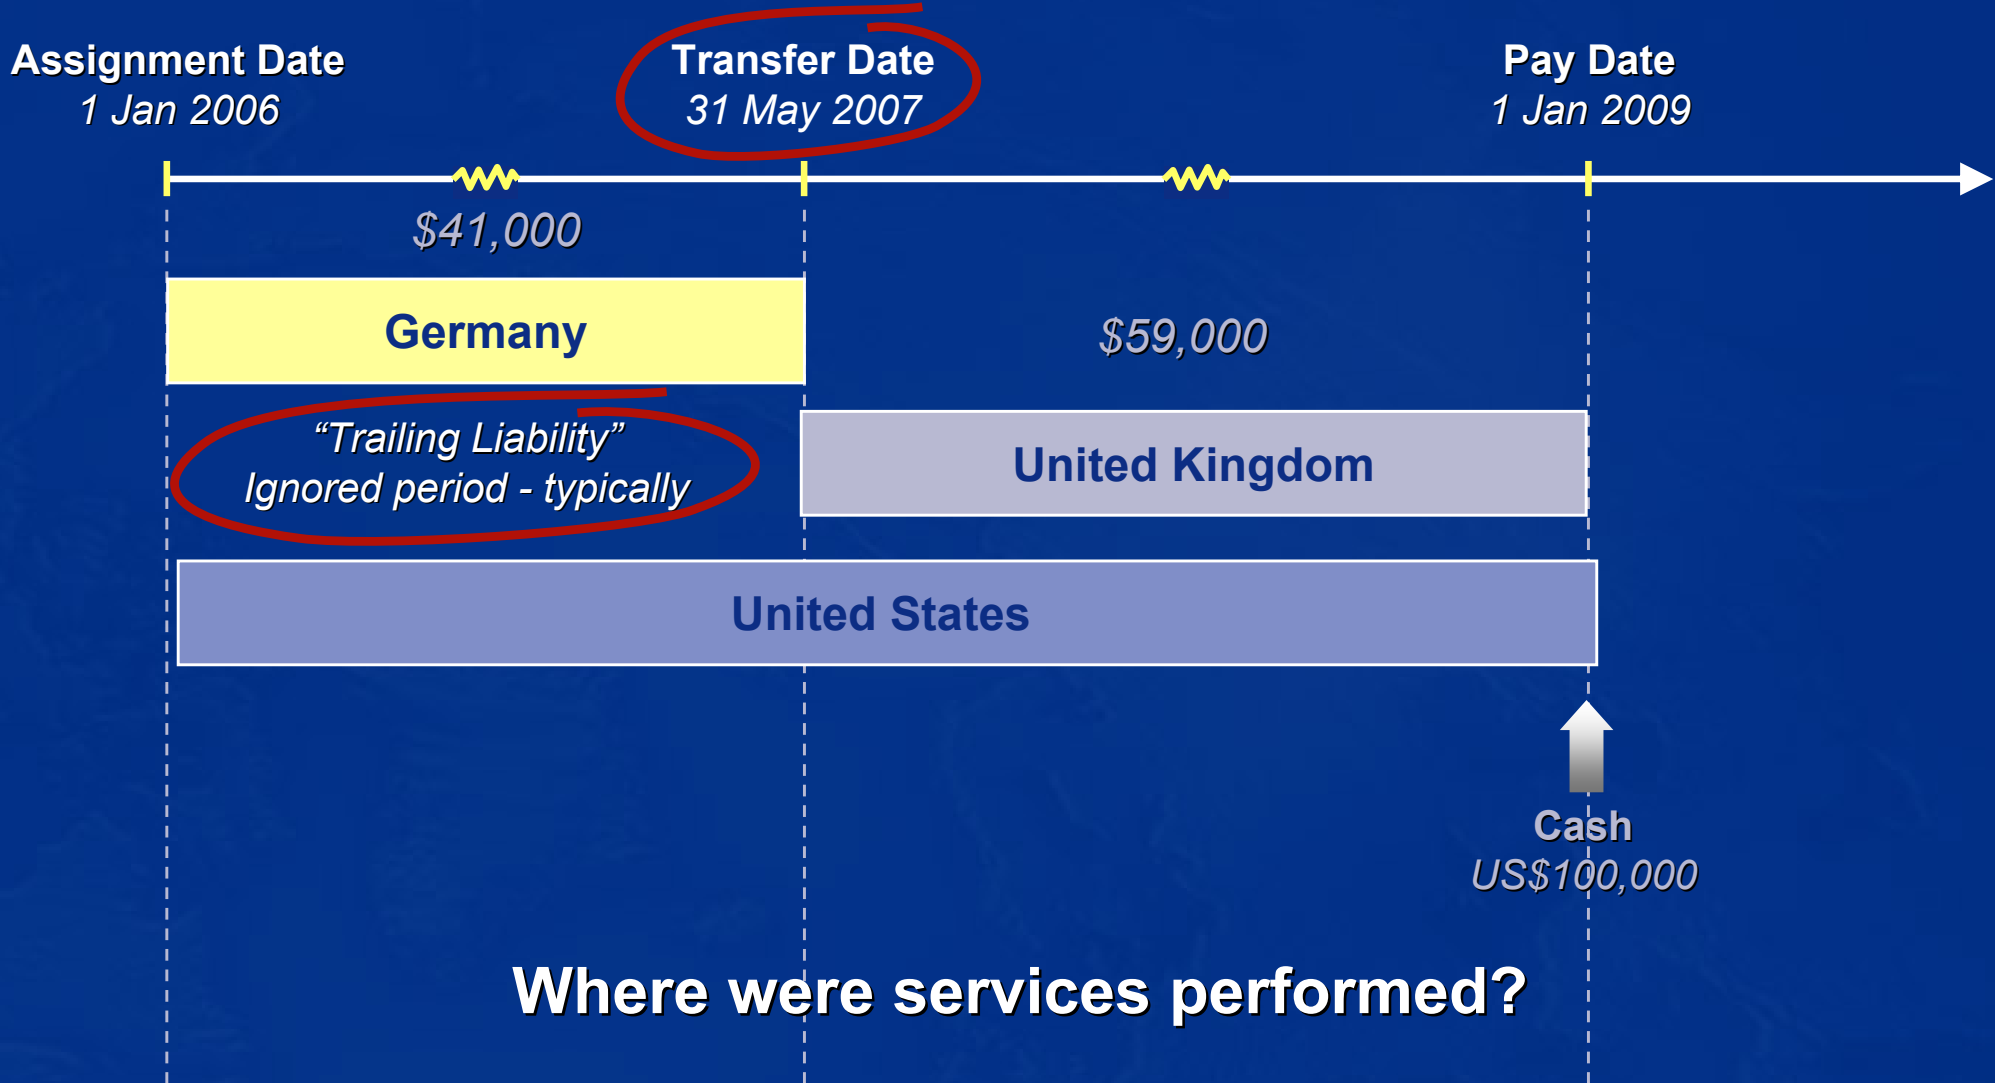 Assignment Date
1 Jan 2006
Transfer Date
31 May 2007
Pay Date
1 Jan 2009
$41,000
Germany
$59,000
“Trailing Liability”
Ignored period - typically
United Kingdom
United States
Cash
US$100,000
Where were services performed?